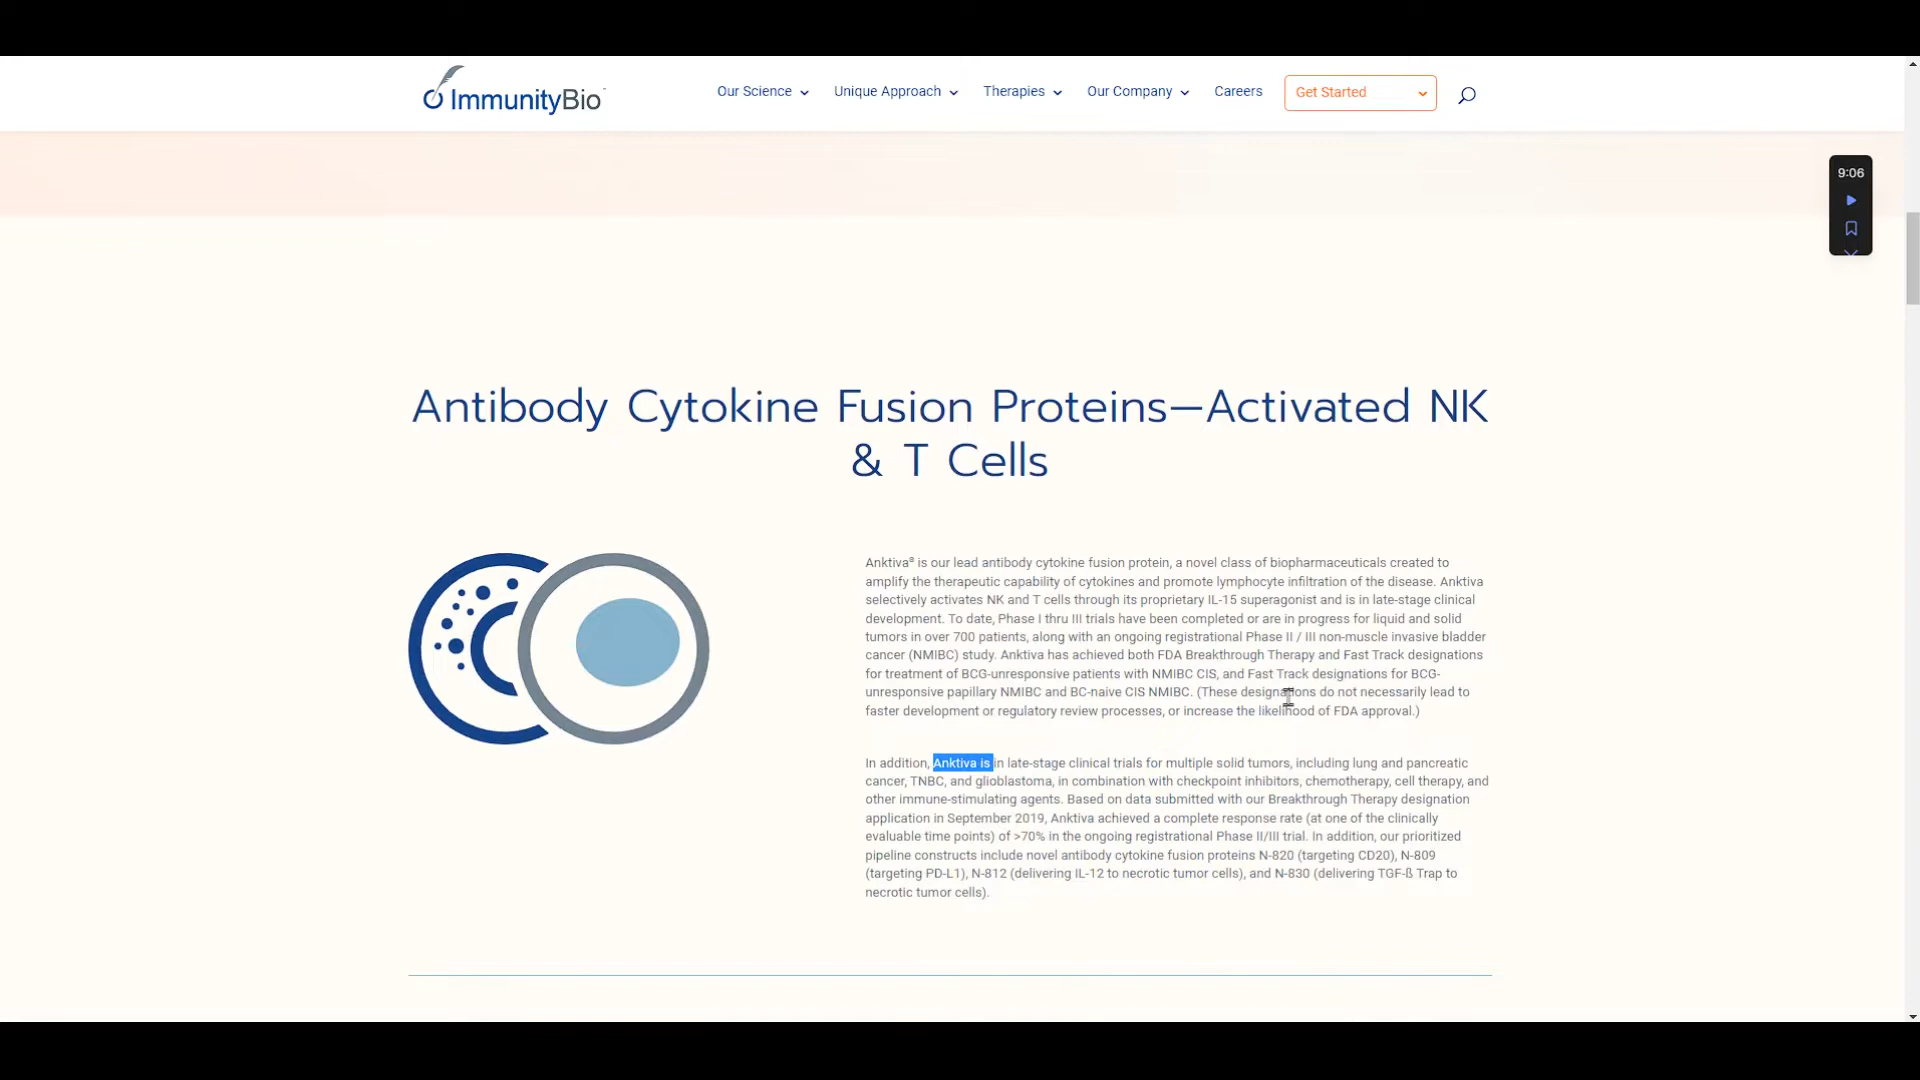 ImmunityBio
Our Science
Unique Approach
Therapies
Our Company
Careers
Get Started
9:06
Antibody Cytokine Fusion Proteins—Activated NK
& T Cells
Anktiva® is our lead antibody cytokine fusion protein, a novel class of biopharmaceuticals created to
amplify the therapeutic capability of cytokines and promote lymphocyte infiltration of the disease. Anktiva
selectively activates NK and T cells through its proprietary IL-15 superagonist and is in late-stage clinical
development. To date, Phase I thru III trials have been completed or are in progress for liquid and solid
tumors in over 700 patients, along with an ongoing registrational Phase II / III non-muscle invasive bladder
cancer (NMIBC) study. Anktiva has achieved both FDA Breakthrough Therapy and Fast Track designations
for treatment of BCG-unresponsive patients with NMIBC CIS, and Fast Track designations for BCG-
unresponsive papillary NMIBC and BC-naive CIS NMIBC. (These designations do not necessarily lead to
faster development or regulatory review processes, or increase the likelihood of FDA approval.)
In addition, Anktiva is in late-stage clinical trials for multiple solid tumors, including lung and pancreatic
cancer, TNBC, and glioblastoma, in combination with checkpoint inhibitors, chemotherapy, cell therapy, and
other immune-stimulating agents. Based on data submitted with our Breakthrough Therapy designation
application in September 2019, Anktiva achieved a complete response rate (at one of the clinically
evaluable time points) of >70% in the ongoing registrational Phase II/III trial. In addition, our prioritized
pipeline constructs include novel antibody cytokine fusion proteins N-820 (targeting CD20), N-809
(targeting PD-L1), N-812 (delivering IL-12 to necrotic tumor cells), and N-830 (delivering TGF-ß Trap to
necrotic tumor cells).